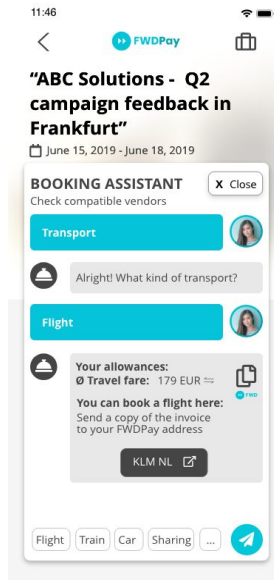 11:46
FWDPay
“ABC Solutions - Q2
campaign feedback in
Frankfurt”
June 15, 2019 - June 18, 2019
BOOKING ASSISTANT
X Close
Check compatible vendors
Transport
Alright! What kind of transport?
Flight
Your allowances:
Ø Travel fare: 179 EUR ⇋
FWD
You can book a flight here:
Send a copy of the invoice
to your FWDPay address
KLM NL
Flight Train Car Sharing ...